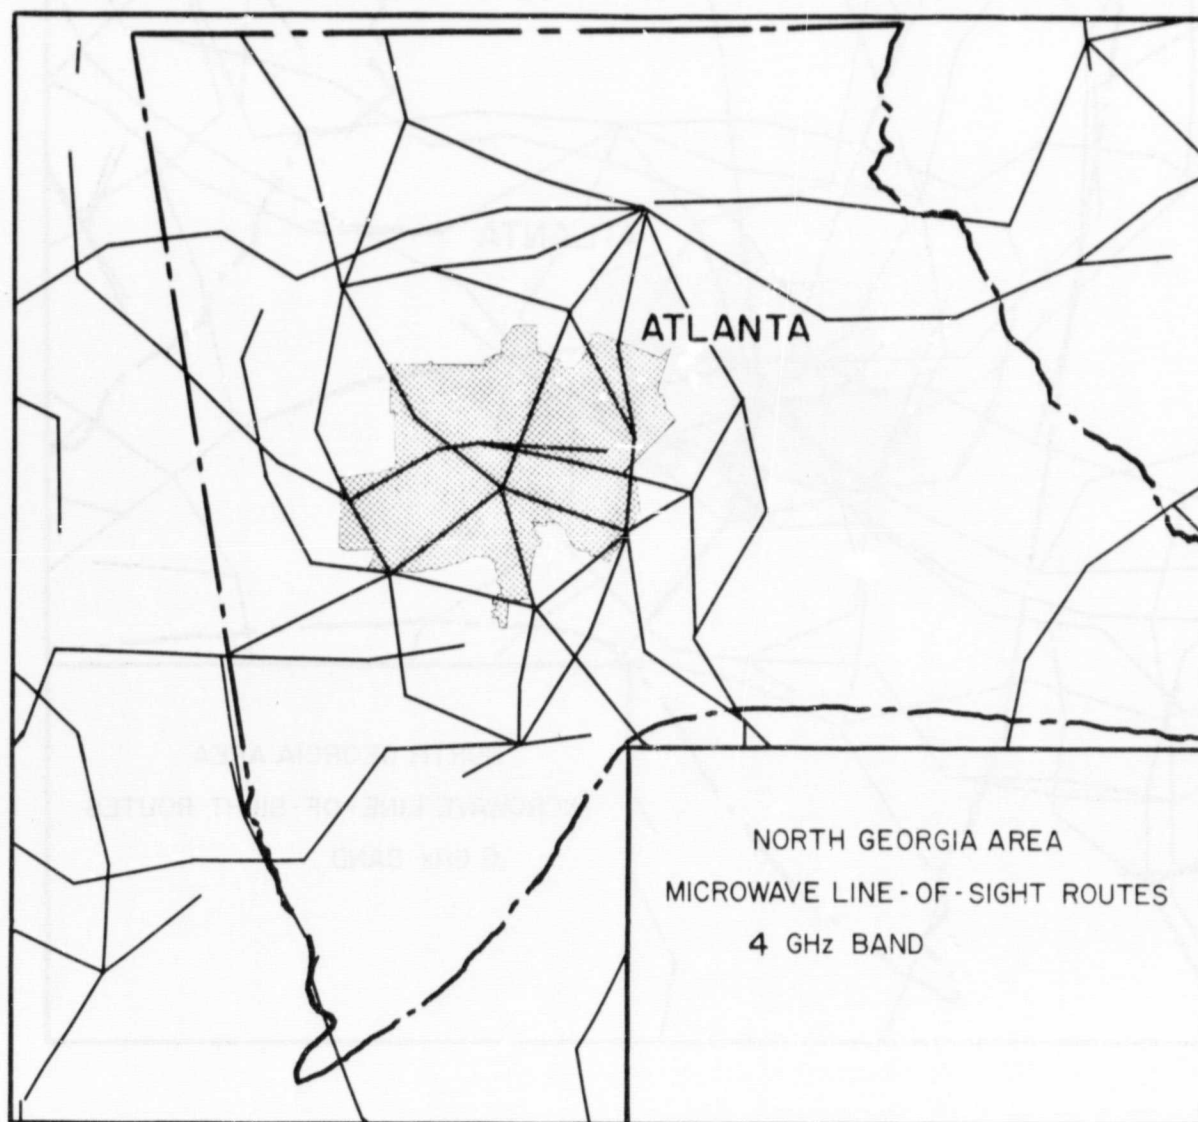 ATLANTA
NORTH GEORGIA AREA
MICROWAVE LINE-OF-SIGHT ROUTES
4 GHz BAND